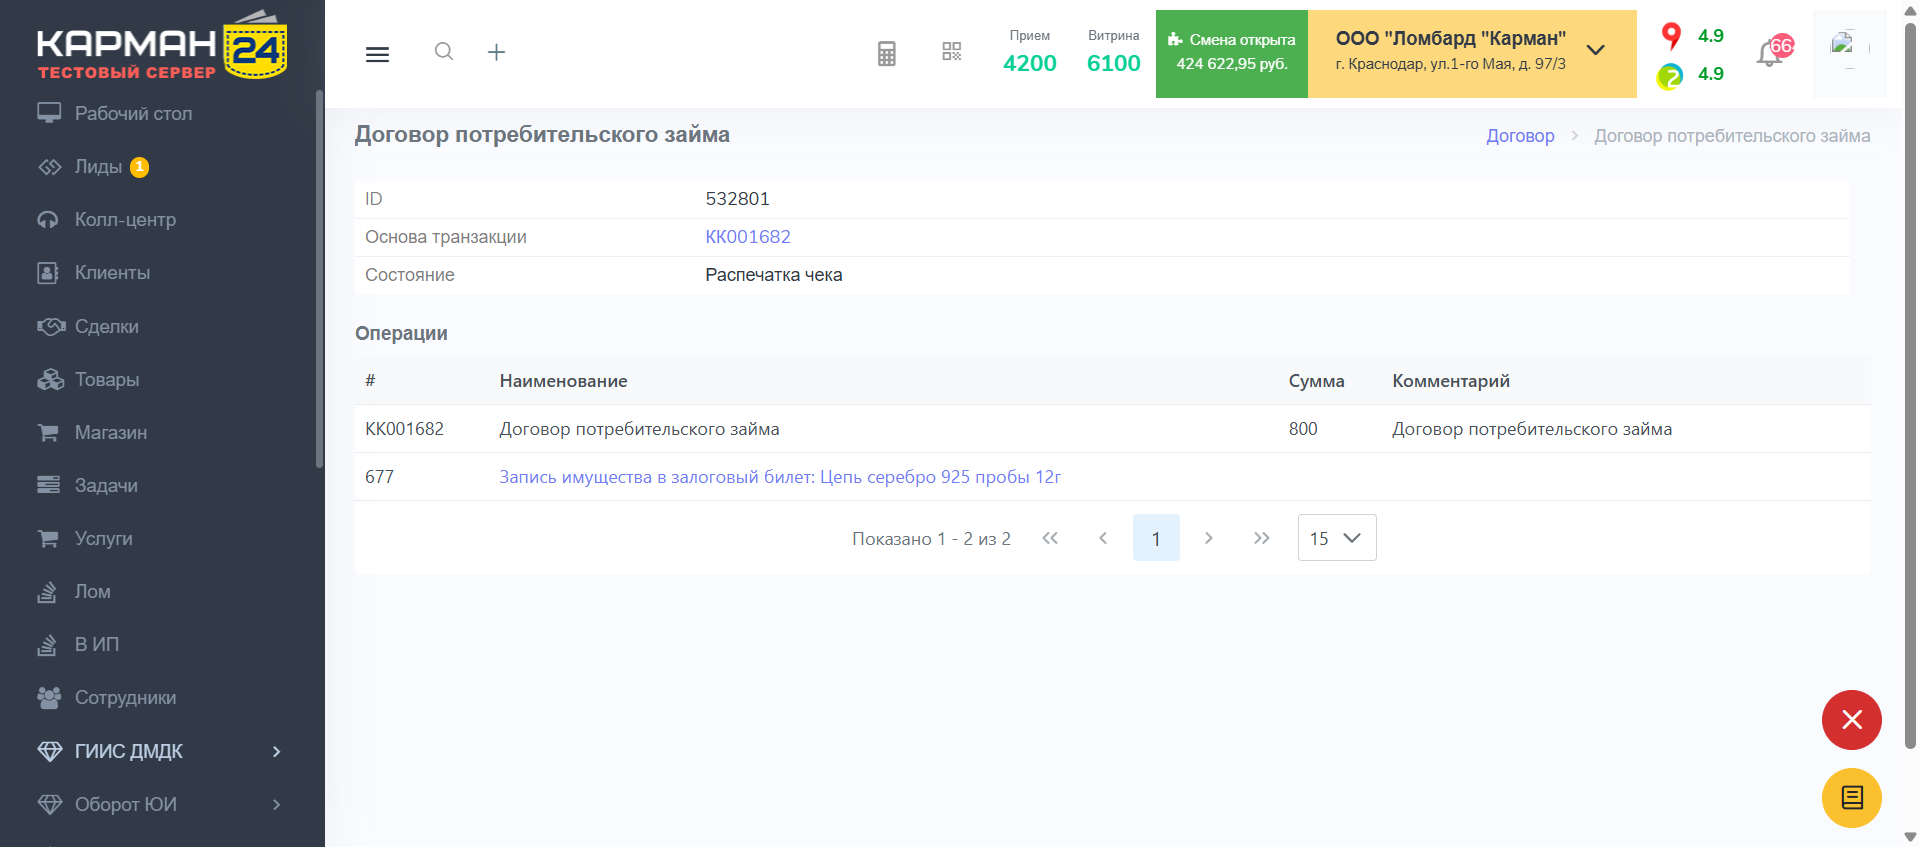 КАРМАН 24
ТЕСТОВЫЙ СЕРВЕР
Рабочий стол
Лиды 1
Колл-центр
Клиенты
Сделки
Товары
Магазин
Задачи
Услуги
Лом
В ИП
Сотрудники
ГИИС ДМДК
Оборот ЮИ
Прием
4200
Витрина
6100
Смена открыта
424 622,95 руб.
ООО "Ломбард "Карман"
г. Краснодар, ул.1-го Мая, д. 97/3
4.9
4.9
Договор потребительского займа
Договор > Договор потребительского займа
ID 532801
Основа транзакции КК001682
Состояние Распечатка чека
Операции
# Наименование Сумма Комментарий
КК001682 Договор потребительского займа 800 Договор потребительского займа
677 Запись имущества в залоговый билет: Цепь серебро 925 пробы 12г
Показано 1 - 2 из 2 1 15